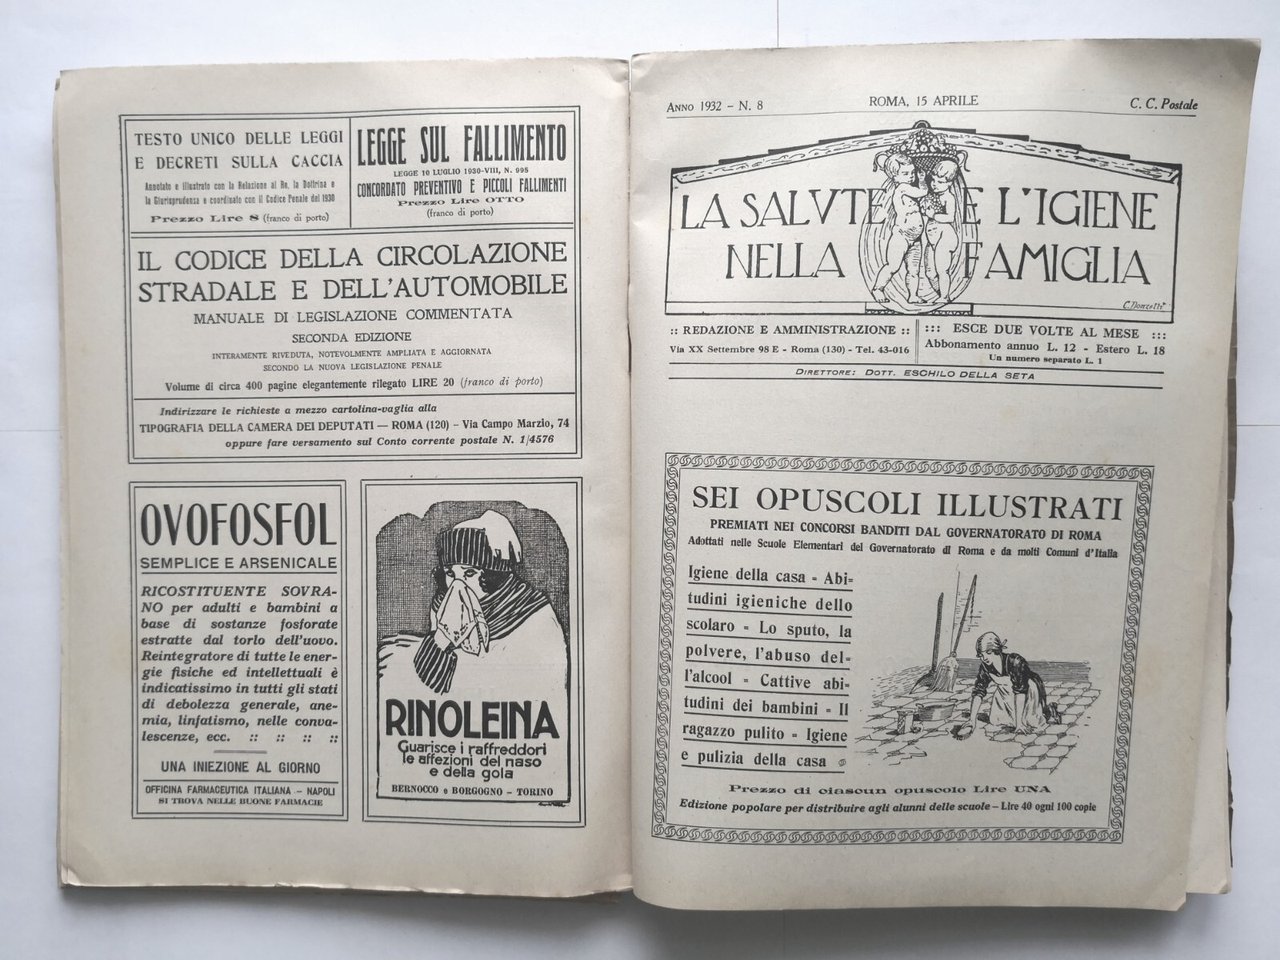 TESTO UNICO DELLE LEGGI
E DECRETI SULLA CACCIA
Annotato e illustrato con la Relazione al Re, la Dottrina e
la Giurisprudenza e coordinato con il Codice Penale del 1930
Prezzo Lire 8 (franco di porto)
LEGGE SUL FALLIMENTO
LEGGE 10 LUGLIO 1930-VIII, N. 995
CONCORDATO PREVENTIVO E PICCOLI FALLIMENTI
Prezzo Lire OTTO
(franco di porto)
IL CODICE DELLA CIRCOLAZIONE
STRADALE E DELL'AUTOMOBILE
MANUALE DI LEGISLAZIONE COMMENTATA
SECONDA EDIZIONE
INTERAMENTE RIVEDUTA, NOTEVOLMENTE AMPLIATA E AGGIORNATA
SECONDO LA NUOVA LEGISLAZIONE PENALE
Volume di circa 400 pagine elegantemente rilegato LIRE 20 (franco di porto)
Indirizzare le richieste a mezzo cartolina-vaglia alla
TIPOGRAFIA DELLA CAMERA DEI DEPUTATI — ROMA (120) - Via Campo Marzio, 74
oppure fare versamento sul Conto corrente postale N. 1/4576
OVOFOSFOL
SEMPLICE E ARSENICALE
RICOSTITUENTE SOVRA-
NO per adulti e bambini a
base di sostanze fosforate
estratte dal torlo dell'uovo.
Reintegratore di tutte le ener-
gie fisiche ed intellettuali è
indicatissimo in tutti gli stati
di debolezza generale, ane-
mia, linfatismo, nelle conva-
lescenze, ecc. :: :: :: ::
UNA INIEZIONE AL GIORNO
OFFICINA FARMACEUTICA ITALIANA - NAPOLI
SI TROVA NELLE BUONE FARMACIE
RINOLEINA
Guarisce i raffreddori
le affezioni del naso
e della gola
BERNOCCO e BORGOGNO - TORINO
ANNO 1932 - N. 8
ROMA, 15 APRILE
C. C. Postale
LA SALVTE E L'IGIENE
NELLA FAMIGLIA
:: REDAZIONE E AMMINISTRAZIONE ::
Via XX Settembre 98 E - Roma (130) - Tel. 43-016
::: ESCE DUE VOLTE AL MESE :::
Abbonamento annuo L. 12 - Estero L. 18
Un numero separato L. 1
DIRETTORE: DOTT. ESCHILO DELLA SETA
SEI OPUSCOLI ILLUSTRATI
PREMIATI NEI CONCORSI BANDITI DAL GOVERNATORATO DI ROMA
Adottati nelle Scuole Elementari del Governatorato di Roma e da molti Comuni d'Italia
Igiene della casa - Abi-
tudini igieniche dello
scolaro - Lo sputo, la
polvere, l'abuso del-
l'alcool - Cattive abi-
tudini dei bambini - Il
ragazzo pulito - Igiene
e pulizia della casa
Prezzo di ciascun opuscolo Lire UNA
Edizione popolare per distribuire agli alunni delle scuole - Lire 40 ogni 100 copie